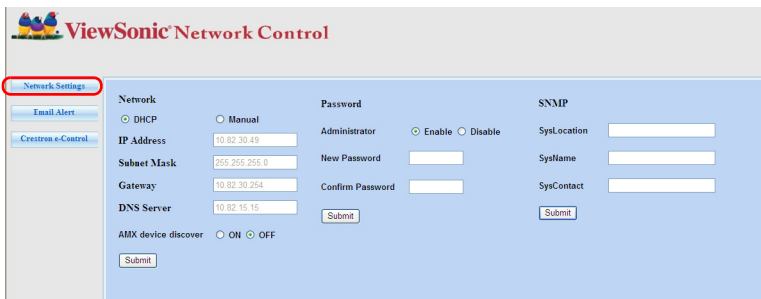 ViewSonic® Network Control
Network Settings
Email Alert
Crestron e-Control
Network
DHCP Manual
IP Address 10.82.30.49
Subnet Mask 255.255.255.0
Gateway 10.82.30.254
DNS Server 10.82.15.15
AMX device discover ON OFF
Submit
Password
Administrator Enable Disable
New Password
Confirm Password
Submit
SNMP
SysLocation
SysName
SysContact
Submit